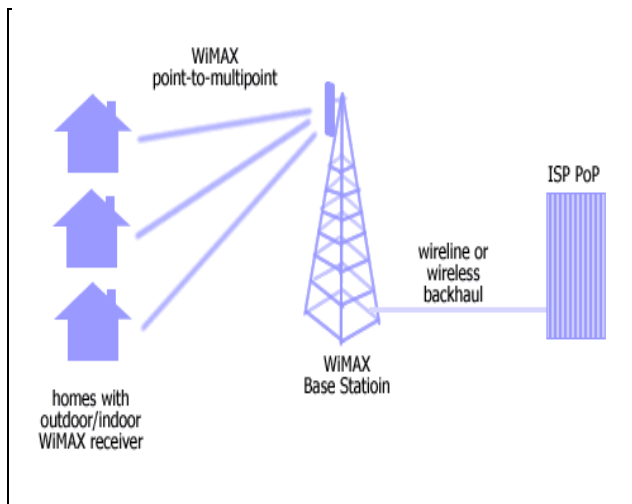 WiMAX
point-to-multipoint
ISP PoP
wireline or
wireless
backhaul
WiMAX
Base Statioin
homes with
outdoor/indoor
WiMAX receiver